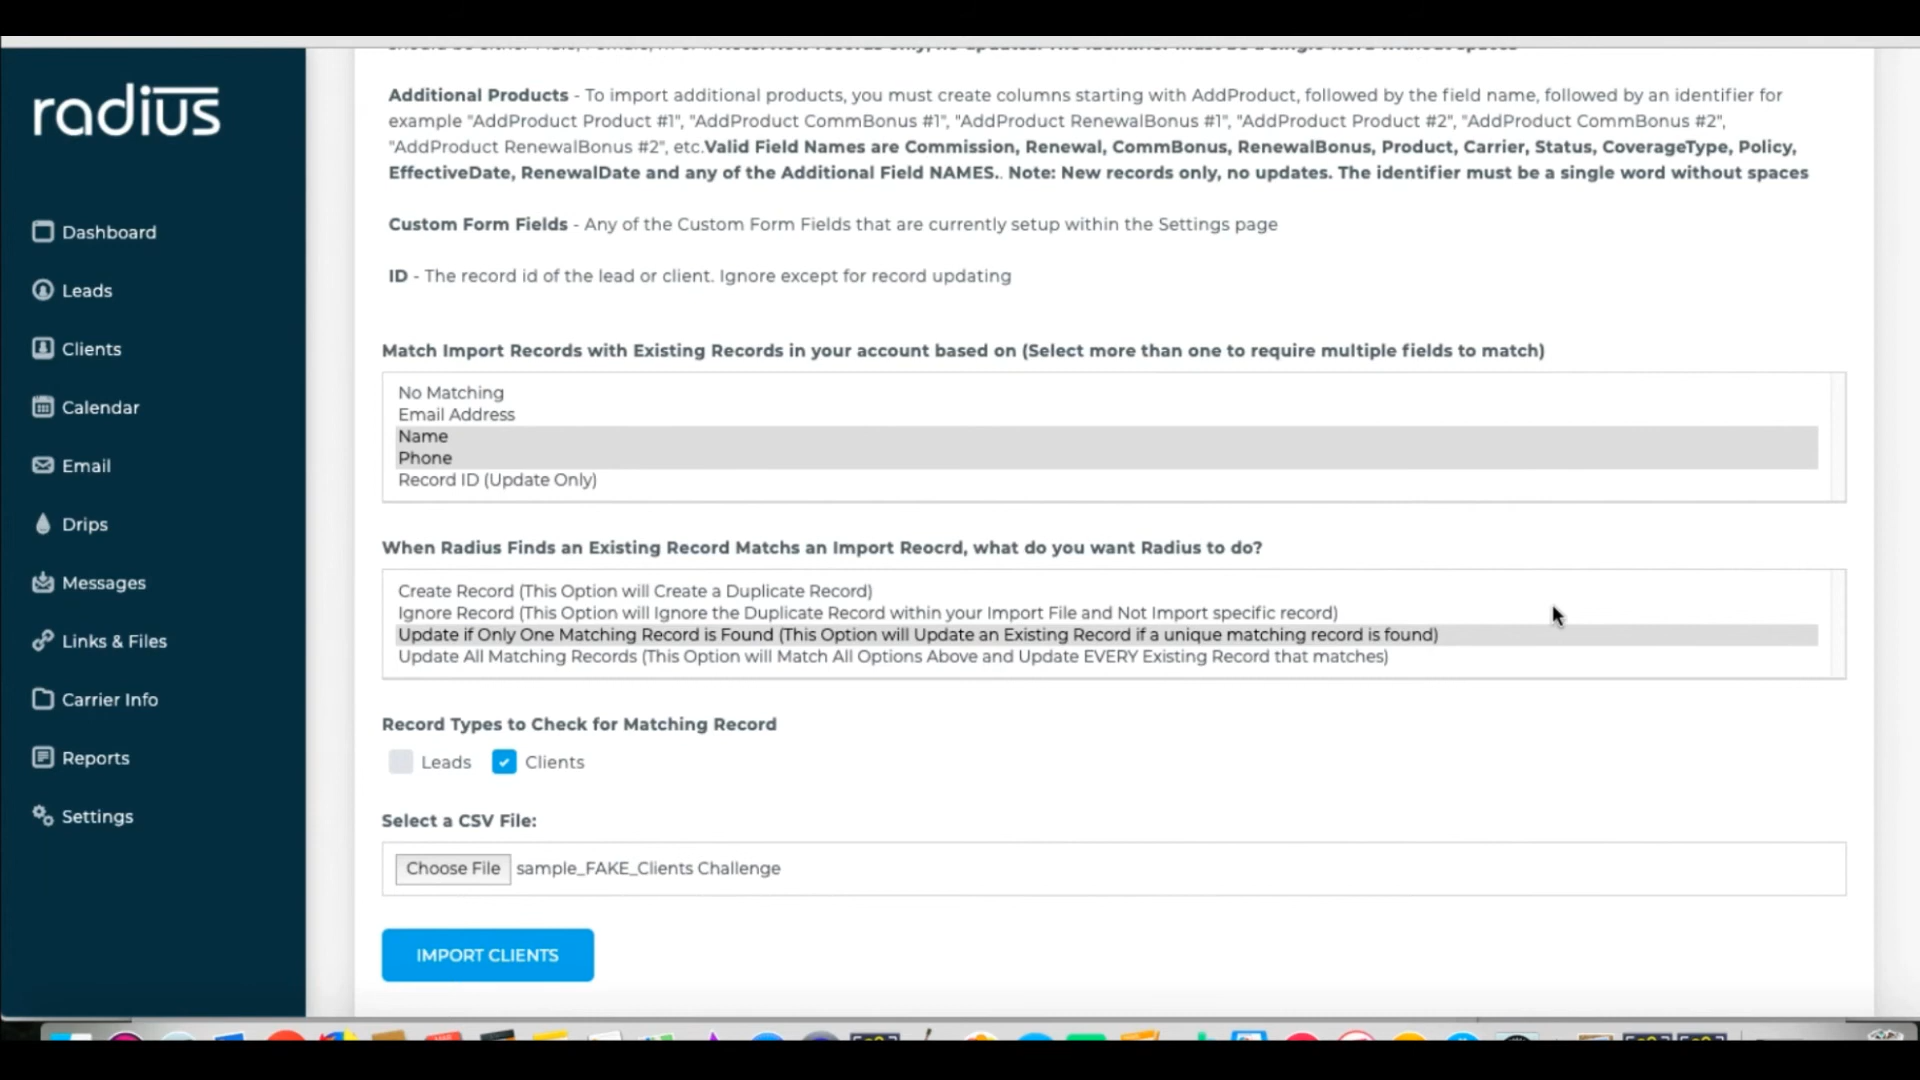 radius
Dashboard
Leads
Clients
Calendar
Email
Drips
Messages
Links & Files
Carrier Info
Reports
Settings
Additional Products - To import additional products, you must create columns starting with AddProduct, followed by the field name, followed by an identifier for
example "AddProduct Product #1", "AddProduct CommBonus #1", "AddProduct RenewalBonus #1", "AddProduct Product #2", "AddProduct CommBonus #2",
"AddProduct RenewalBonus #2", etc.Valid Field Names are Commission, Renewal, CommBonus, RenewalBonus, Product, Carrier, Status, CoverageType, Policy,
EffectiveDate, RenewalDate and any of the Additional Field NAMES.. Note: New records only, no updates. The identifier must be a single word without spaces
Custom Form Fields - Any of the Custom Form Fields that are currently setup within the Settings page
ID - The record id of the lead or client. Ignore except for record updating
Match Import Records with Existing Records in your account based on (Select more than one to require multiple fields to match)
No Matching
Email Address
Name
Phone
Record ID (Update Only)
When Radius Finds an Existing Record Matchs an Import Reocrd, what do you want Radius to do?
Create Record (This Option will Create a Duplicate Record)
Ignore Record (This Option will Ignore the Duplicate Record within your Import File and Not Import specific record)
Update if Only One Matching Record is Found (This Option will Update an Existing Record if a unique matching record is found)
Update All Matching Records (This Option will Match All Options Above and Update EVERY Existing Record that matches)
Record Types to Check for Matching Record
Leads Clients
Select a CSV File:
Choose File sample_FAKE_Clients Challenge
IMPORT CLIENTS